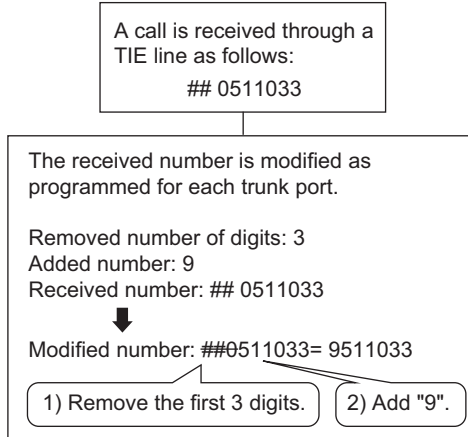 A call is received through a
TIE line as follows:
## 0511033
The received number is modified as
programmed for each trunk port.
Removed number of digits: 3
Added number: 9
Received number: ## 0511033
Modified number: ##0511033= 9511033
1) Remove the first 3 digits.
2) Add "9".